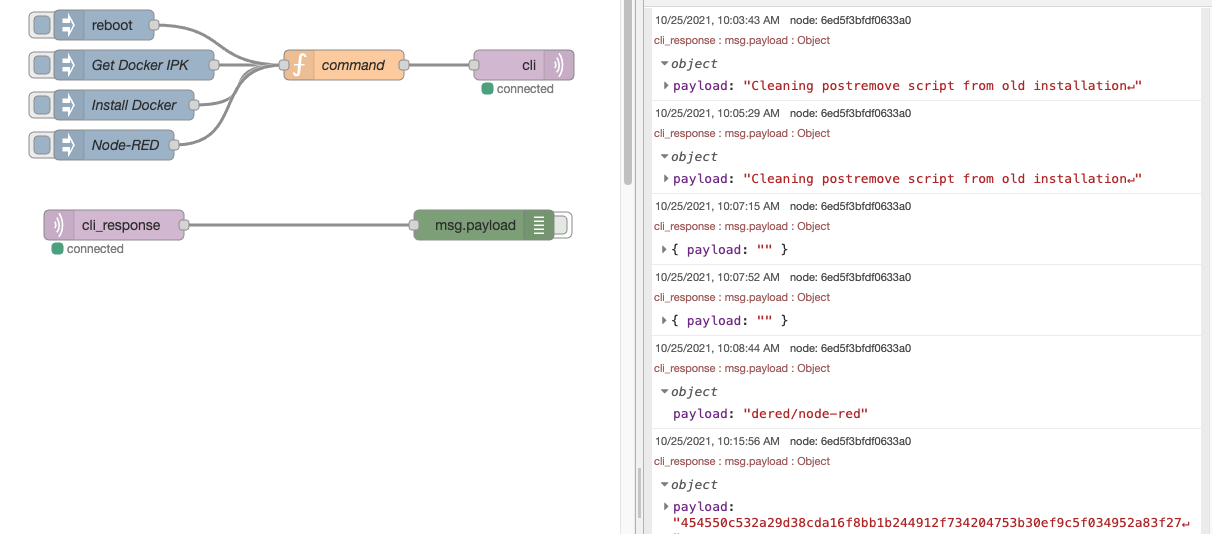 reboot
Get Docker IPK
Install Docker
Node-RED
command
cli
connected
cli_response
connected
msg.payload
10/25/2021, 10:03:43 AM node: 6ed5f3bfdf0633a0
cli_response : msg.payload : Object
object
payload: "Cleaning postremove script from old installation↵"
10/25/2021, 10:05:29 AM node: 6ed5f3bfdf0633a0
cli_response : msg.payload : Object
object
payload: "Cleaning postremove script from old installation↵"
10/25/2021, 10:07:15 AM node: 6ed5f3bfdf0633a0
cli_response : msg.payload : Object
{ payload: "" }
10/25/2021, 10:07:52 AM node: 6ed5f3bfdf0633a0
cli_response : msg.payload : Object
{ payload: "" }
10/25/2021, 10:08:44 AM node: 6ed5f3bfdf0633a0
cli_response : msg.payload : Object
object
payload: "dered/node-red"
10/25/2021, 10:15:56 AM node: 6ed5f3bfdf0633a0
cli_response : msg.payload : Object
object
payload:
"454550c532a29d38cda16f8bb1b244912f734204753b30ef9c5f034952a83f27↵
"